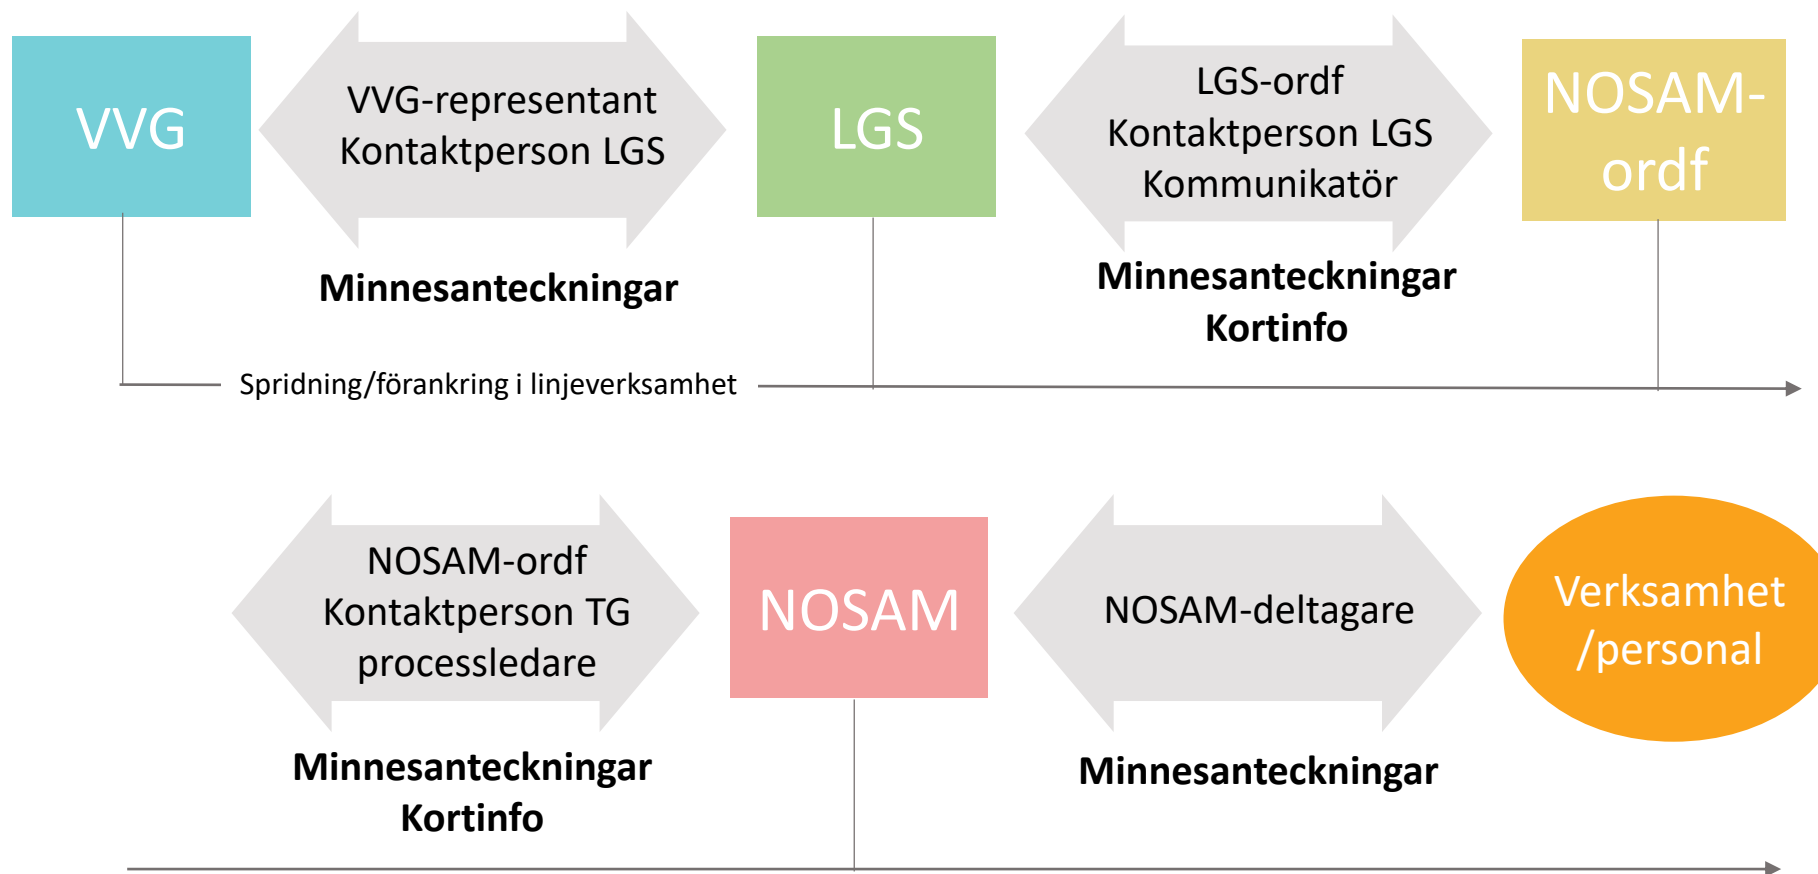 VVG
VVG-representant
Kontaktperson LGS
LGS
LGS-ordf
Kontaktperson LGS
Kommunikatör
NOSAM-
ordf
Minnesanteckningar
Minnesanteckningar
Kortinfo
Spridning/förankring i linjeverksamhet
NOSAM-ordf
Kontaktperson TG
processledare
NOSAM
NOSAM-deltagare
Verksamhet
/personal
Minnesanteckningar
Kortinfo
Minnesanteckningar